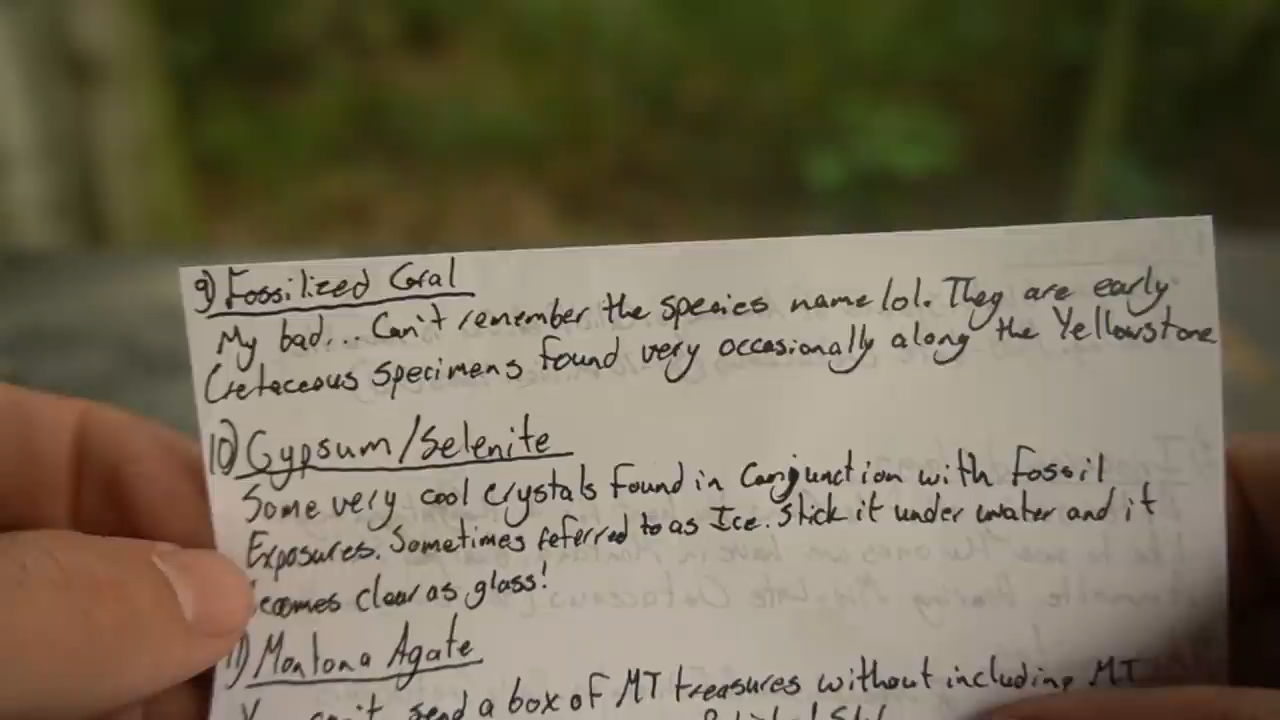 9) Fossilized Coral
My bad... Can't remember the species name lol. They are early
Cretaceous specimens found very occasionally along the Yellowstone
10) Gypsum/Selenite
Some very cool crystals found in conjunction with fossil
Exposures. Sometimes referred to as Ice. Stick it under water and it
becomes clear as glass!
11) Montana Agate
can't send a box of MT treasures without including MT